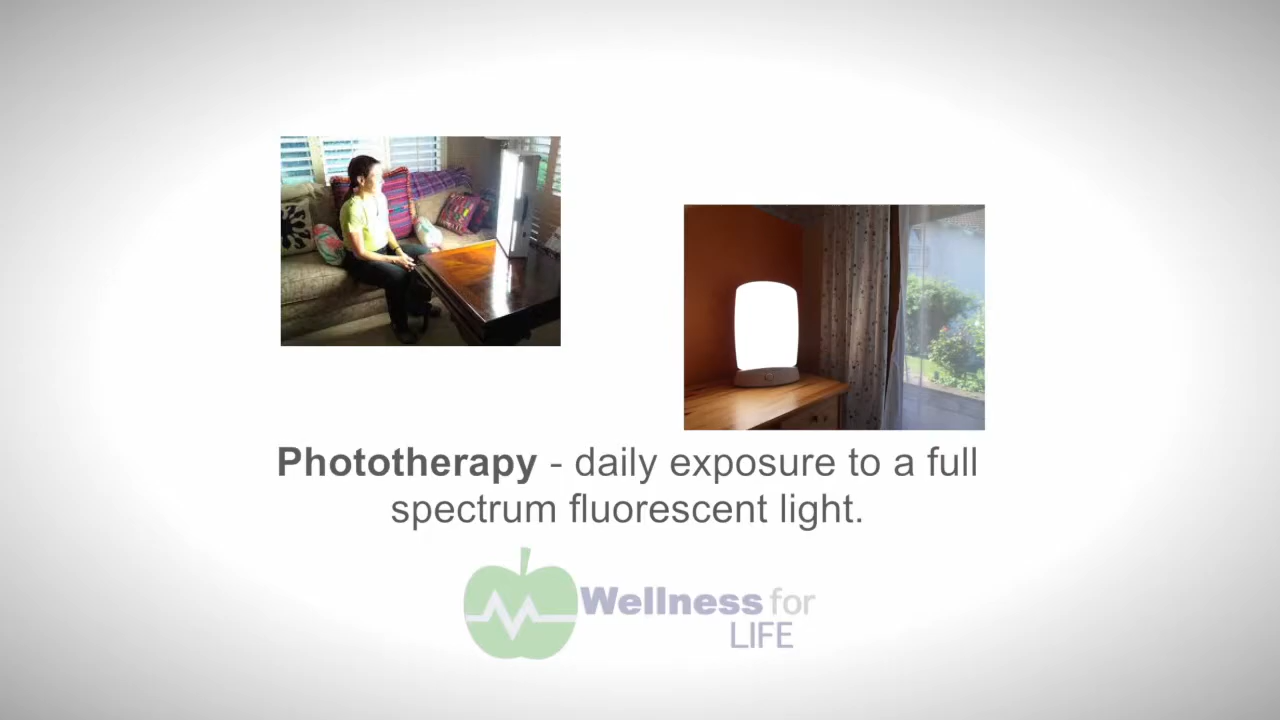 Phototherapy - daily exposure to a full
spectrum fluorescent light.
Wellness for
LIFE